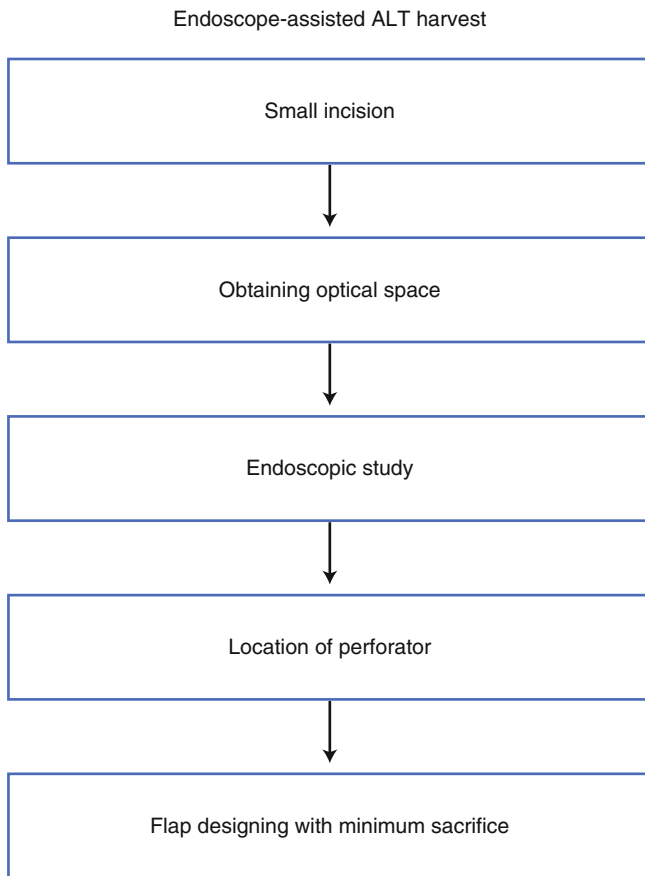 Endoscope-assisted ALT harvest
Small incision
Obtaining optical space
Endoscopic study
Location of perforator
Flap designing with minimum sacrifice